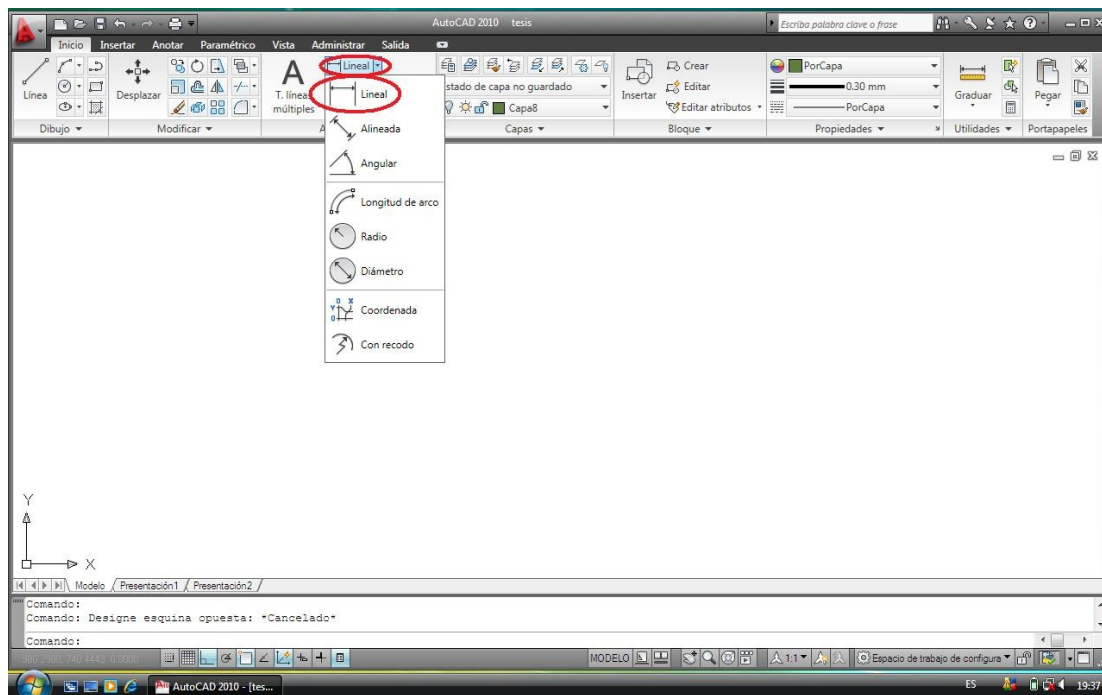 AutoCAD 2010 tesis
Escriba palabra clave o frase
Inicio Insertar Anotar Paramétrico Vista Administrar Salida
Línea
Desplazar
A
T. líneas
múltiples
Lineal
Lineal
Alineada
Angular
Longitud de arco
Radio
Diámetro
Coordenada
Con recodo
stado de capa no guardado
Capa8
Insertar
Crear
Editar
Editar atributos
PorCapa
0.30 mm
PorCapa
Graduar
Pegar
Dibujo Modificar A Capas Bloque Propiedades Utilidades Portapapeles
Y
X
Modelo Presentación1 Presentación2
Comando:
Comando: Designe esquina opuesta: *Cancelado*
Comando:
MODELO 1:1 Espacio de trabajo de configura
AutoCAD 2010 - [tes... ES 19:37